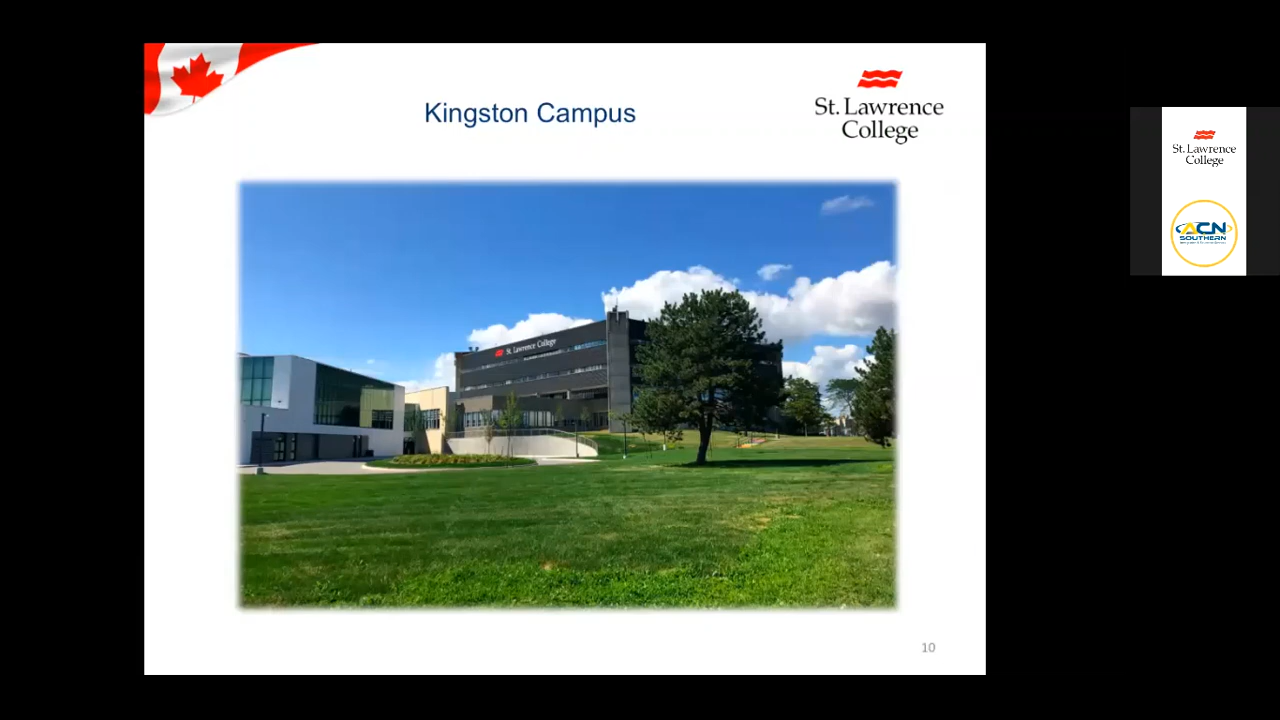 Kingston Campus
St. Lawrence
College
St. Lawrence College
10
St. Lawrence
College
ACN
SOUTHERN